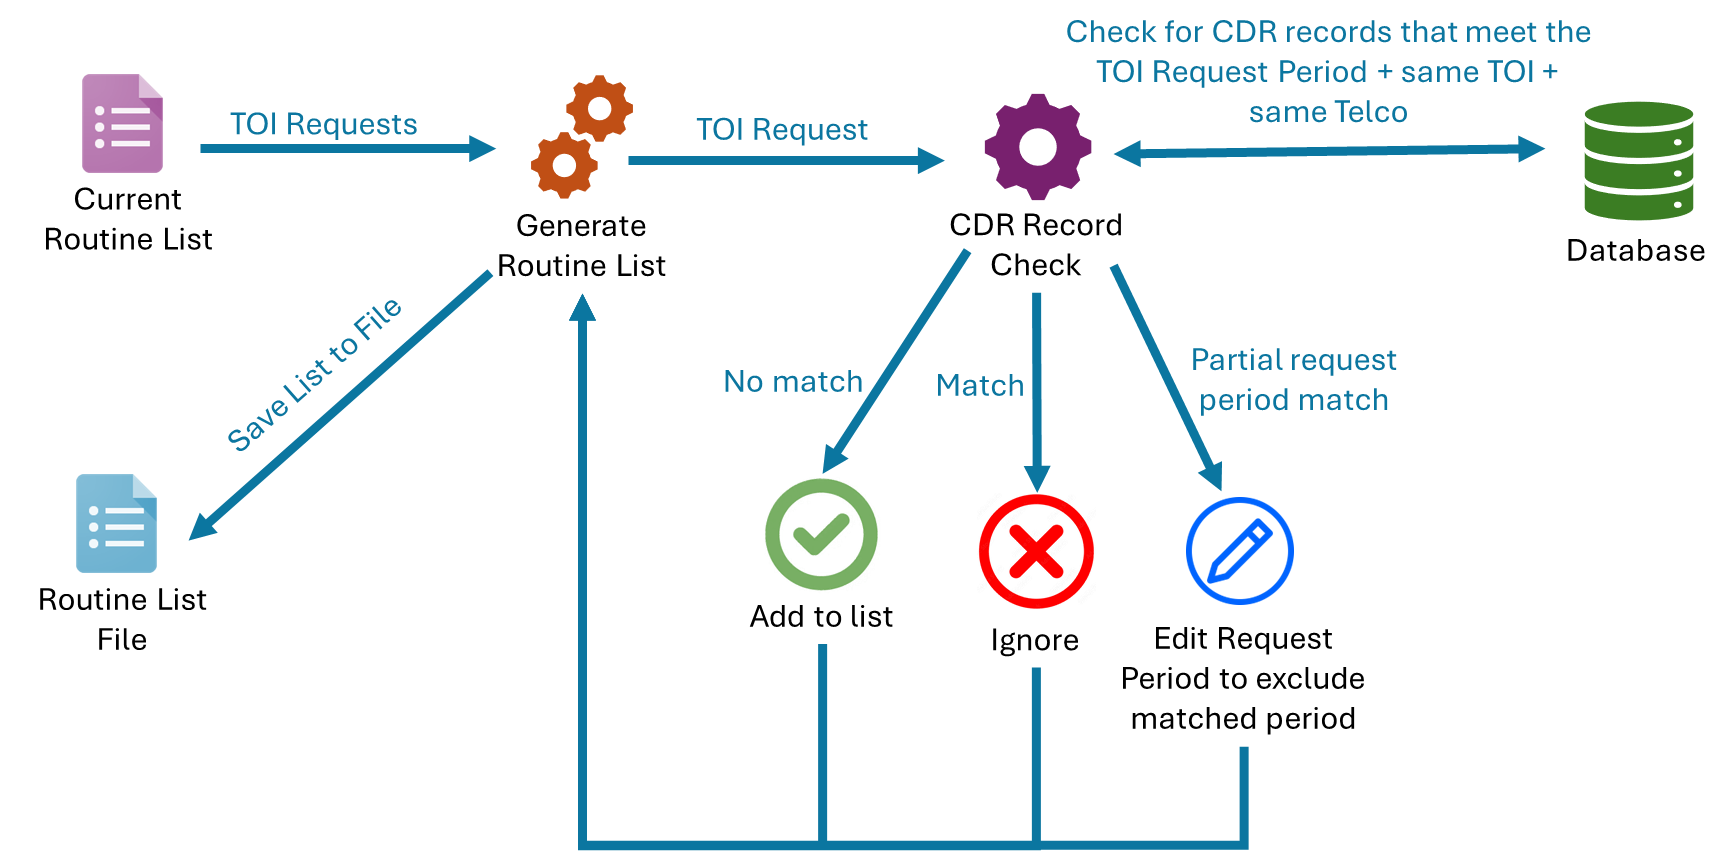 Check for CDR records that meet the
TOI Request Period + same TOI +
same Telco
TOI Requests
TOI Request
Current
Routine List
Generate
Routine List
CDR Record
Check
Database
Save List to File
No match
Match
Partial request
period match
Routine List
File
Add to list
Ignore
Edit Request
Period to exclude
matched period